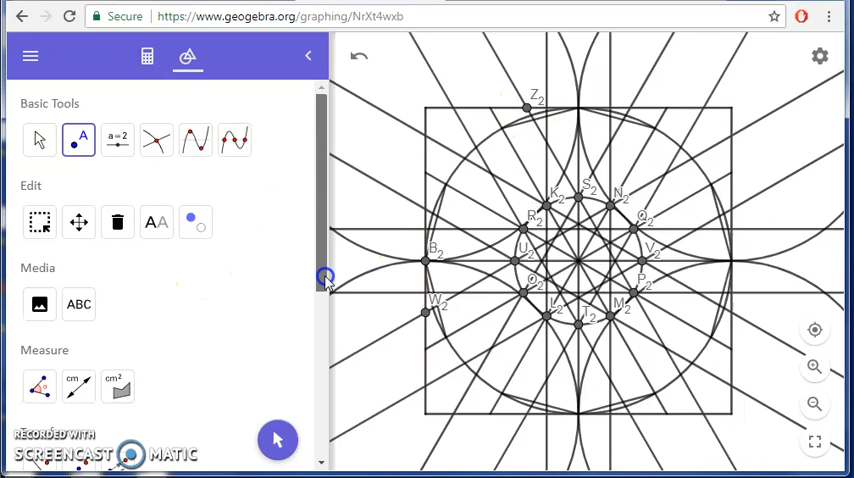 Secure https://www.geogebra.org/graphing/NrXt4wxb
Basic Tools
A
a=2
Edit
AA
Media
ABC
Measure
α
cm
cm²
RECORDED WITH
SCREENCAST MATIC
Z₂
S₂
K₂
N₂
R₂
Q₂
B₂
U₂
V₂
O₂
P₂
W₂
L₂
T₂
M₂